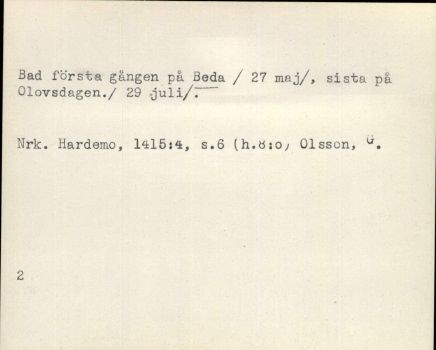 Bad första gången på Beda / 27 maj/, sista på
Olovsdagen./ 29 juli/.
Nrk. Hardemo, 1415:4, s.6 (h.8:o) Olsson, G.
2